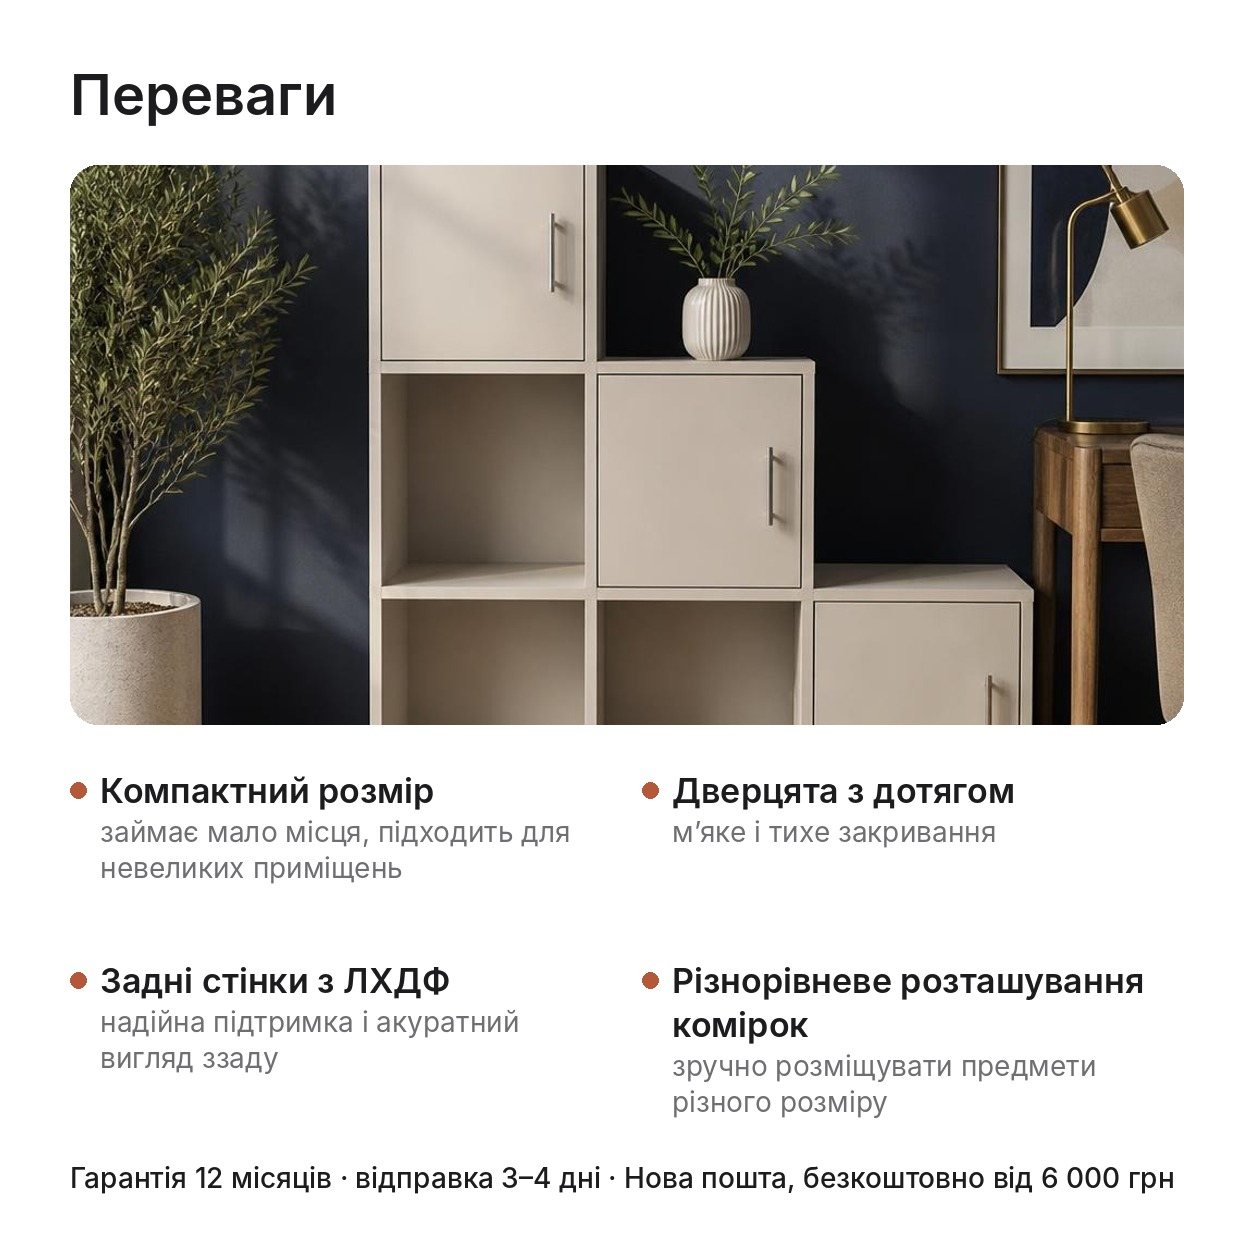 Переваги
Компактний розмір
займає мало місця, підходить для
невеликих приміщень
Дверцята з дотягом
м’яке і тихе закривання
Задні стінки з ЛХДФ
надійна підтримка і акуратний
вигляд ззаду
Різнорівневе розташування
комірок
зручно розміщувати предмети
різного розміру
Гарантія 12 місяців · відправка 3–4 дні · Нова пошта, безкоштовно від 6 000 грн